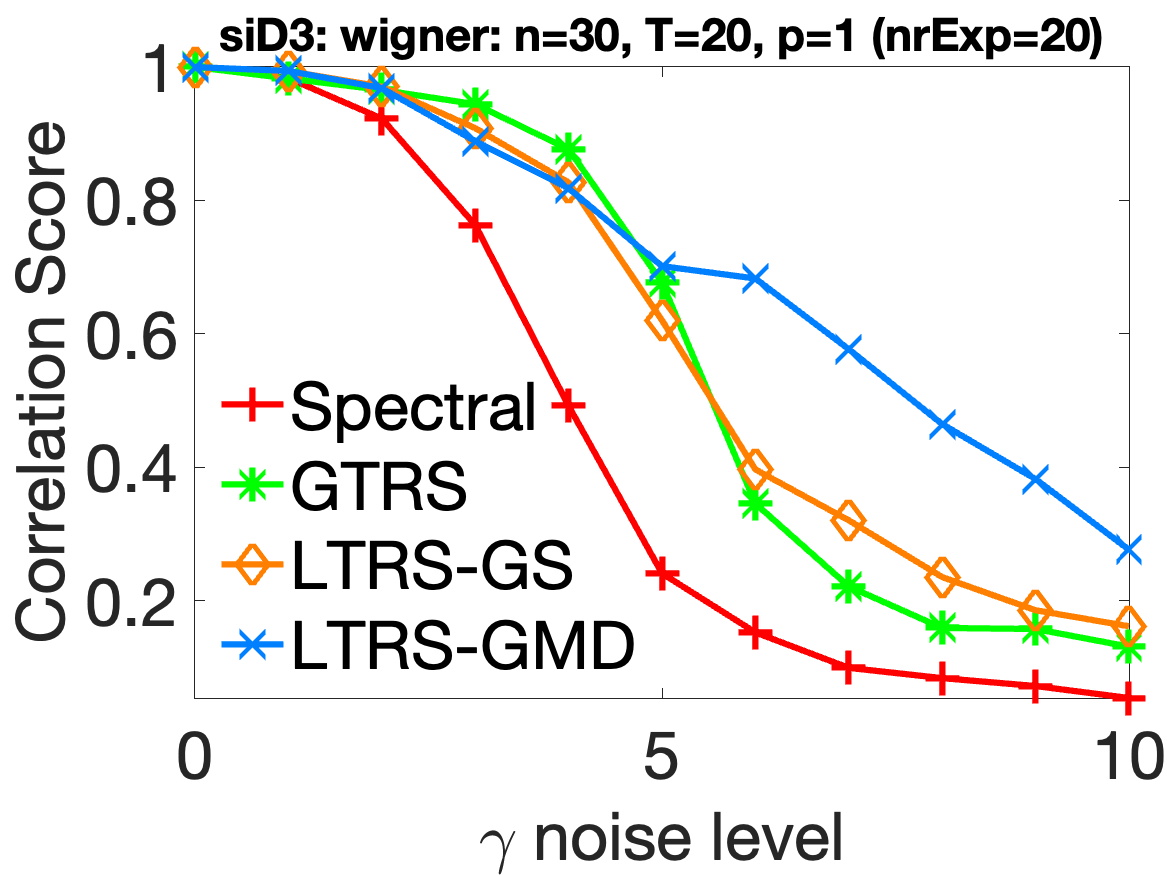 siD3: wigner: n=30, T=20, p=1 (nrExp=20)
Correlation Score
1
0.8
0.6
0.4
0.2
Spectral
GTRS
LTRS-GS
LTRS-GMD
0 5 10
γ noise level